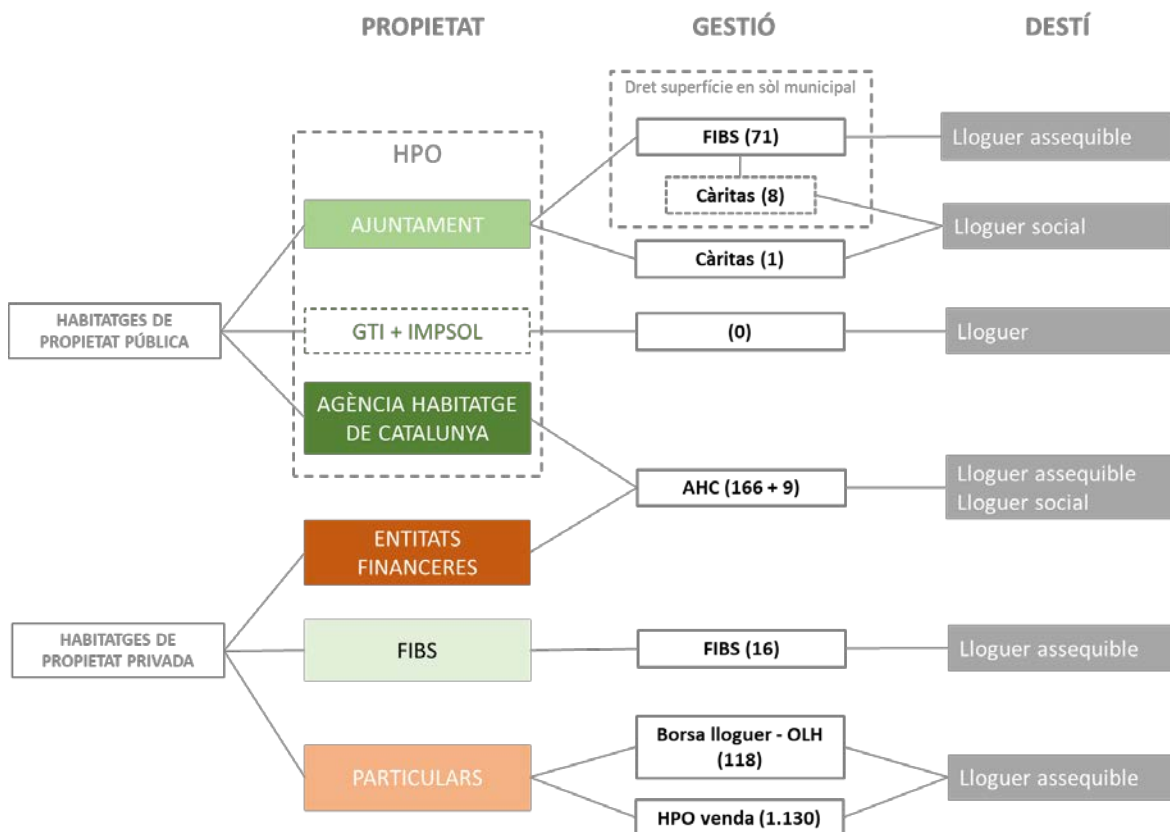 PROPIETAT
GESTIÓ
DESTÍ
Dret superfície en sòl municipal
HPO
FIBS (71)
Lloguer assequible
Càritas (8)
AJUNTAMENT
Lloguer social
Càritas (1)
HABITATGES DE
PROPIETAT PÚBLICA
GTI + IMPSOL
(0)
Lloguer
AGÈNCIA HABITATGE
DE CATALUNYA
AHC (166 + 9)
Lloguer assequible
Lloguer social
ENTITATS
FINANCERES
HABITATGES DE
PROPIETAT PRIVADA
FIBS
FIBS (16)
Lloguer assequible
PARTICULARS
Borsa lloguer - OLH
(118)
Lloguer assequible
HPO venda (1.130)